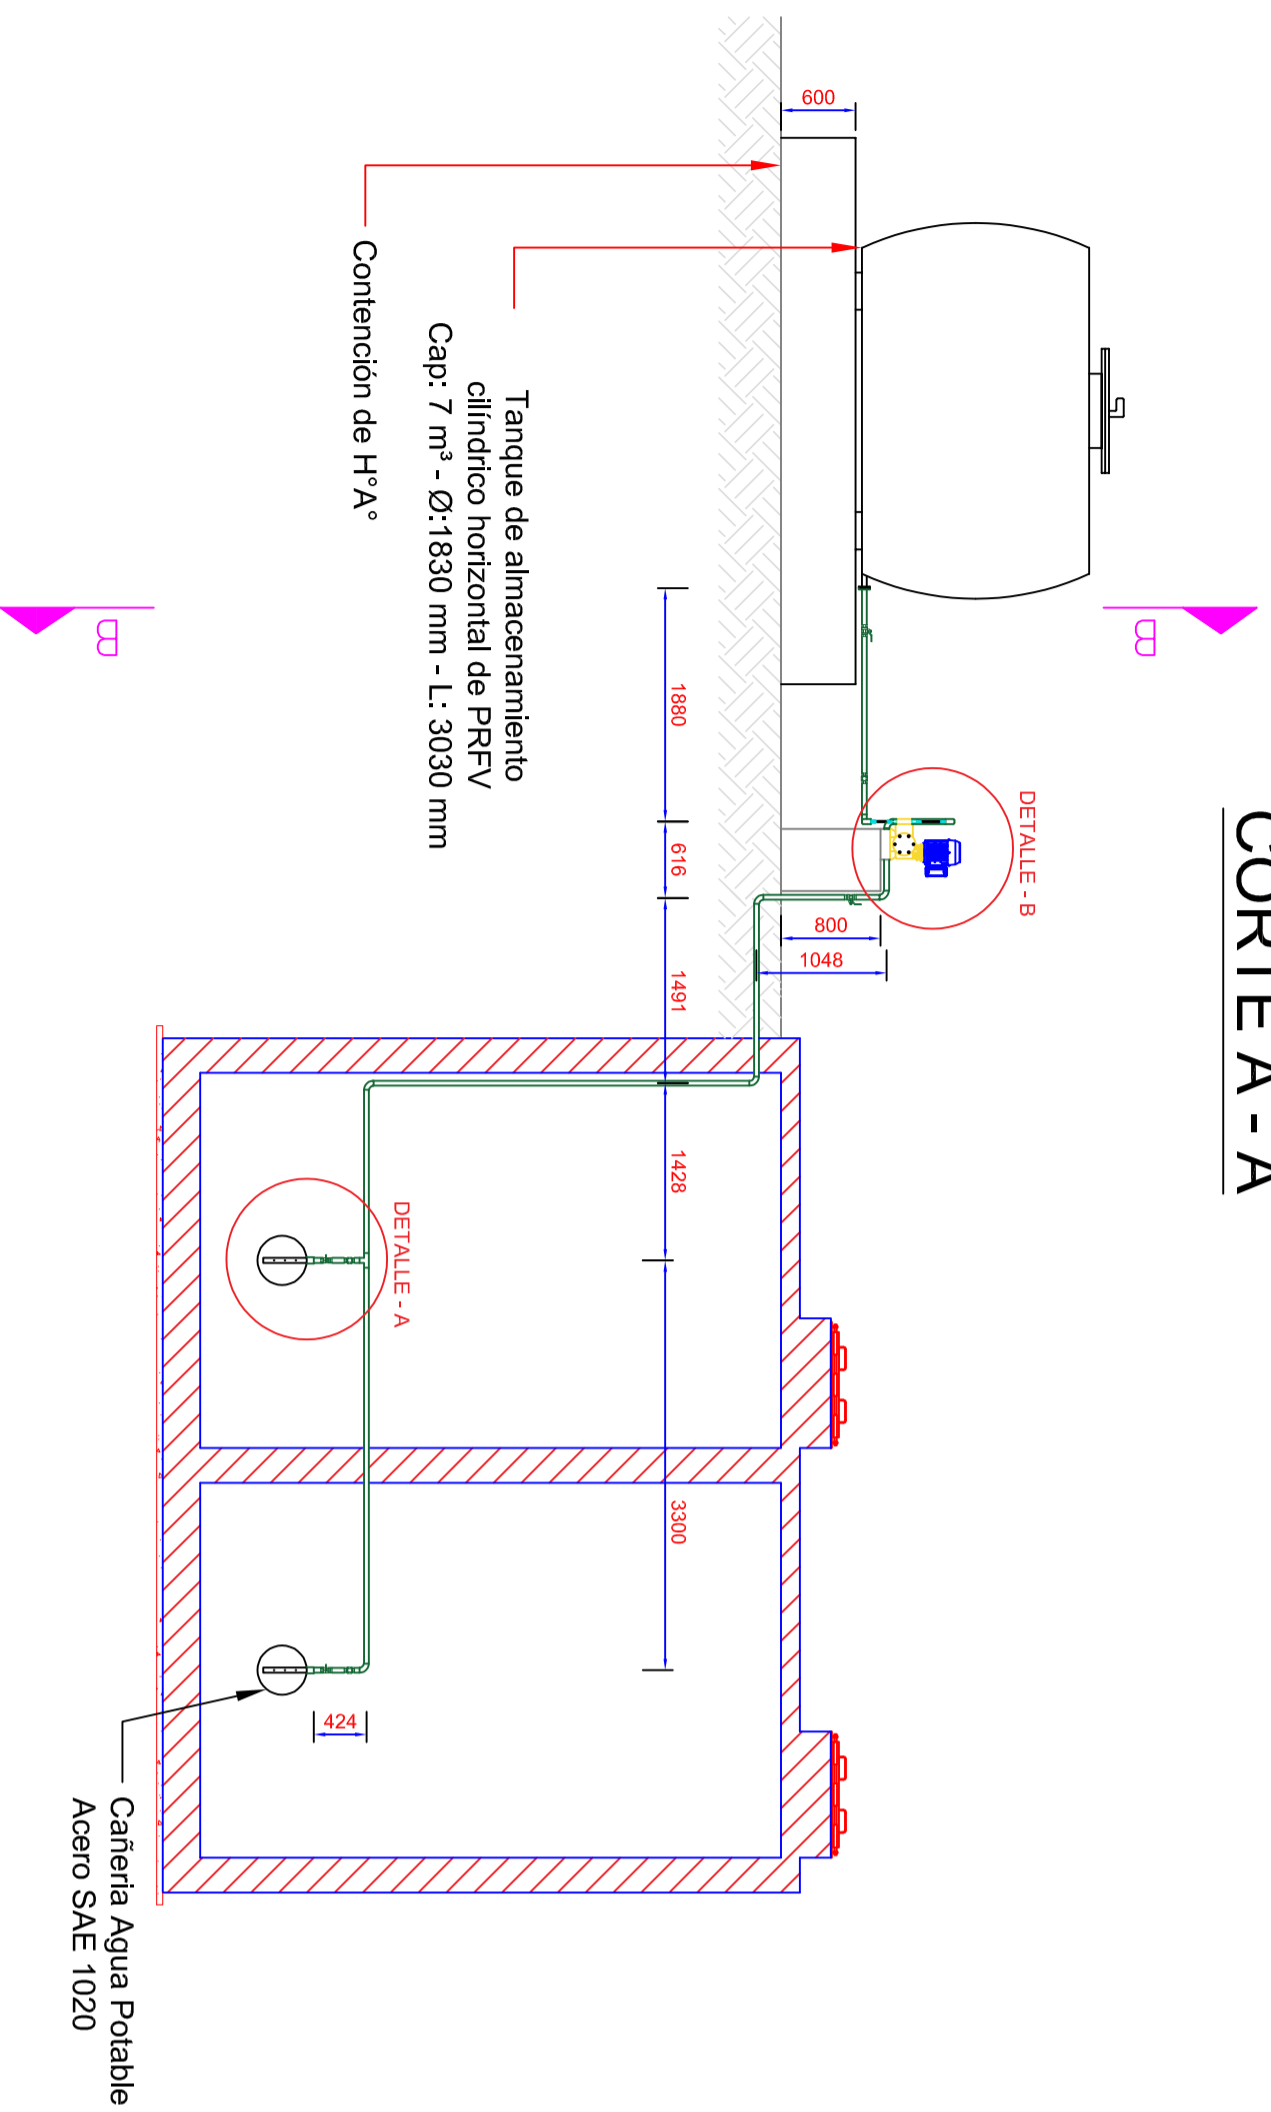 CORTE A - A
B
B
DETALLE - B
600
800
1048
1880
616
1491
1428
3300
Tanque de almacenamiento
cilíndrico horizontal de PRFV
Cap: 7 m³ - Ø:1830 mm - L: 3030 mm
Contención de H°A°
DETALLE - A
424
Cañeria Agua Potable
Acero SAE 1020